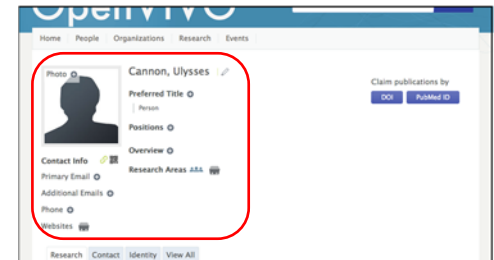 OpenVIVO
Home People Organizations Research Events
Photo
Cannon, Ulysses
Preferred Title
Person
Positions
Overview
Research Areas
Contact Info
Primary Email
Additional Emails
Phone
Websites
Claim publications by
DOI PubMed ID
Research Contact Identity View All